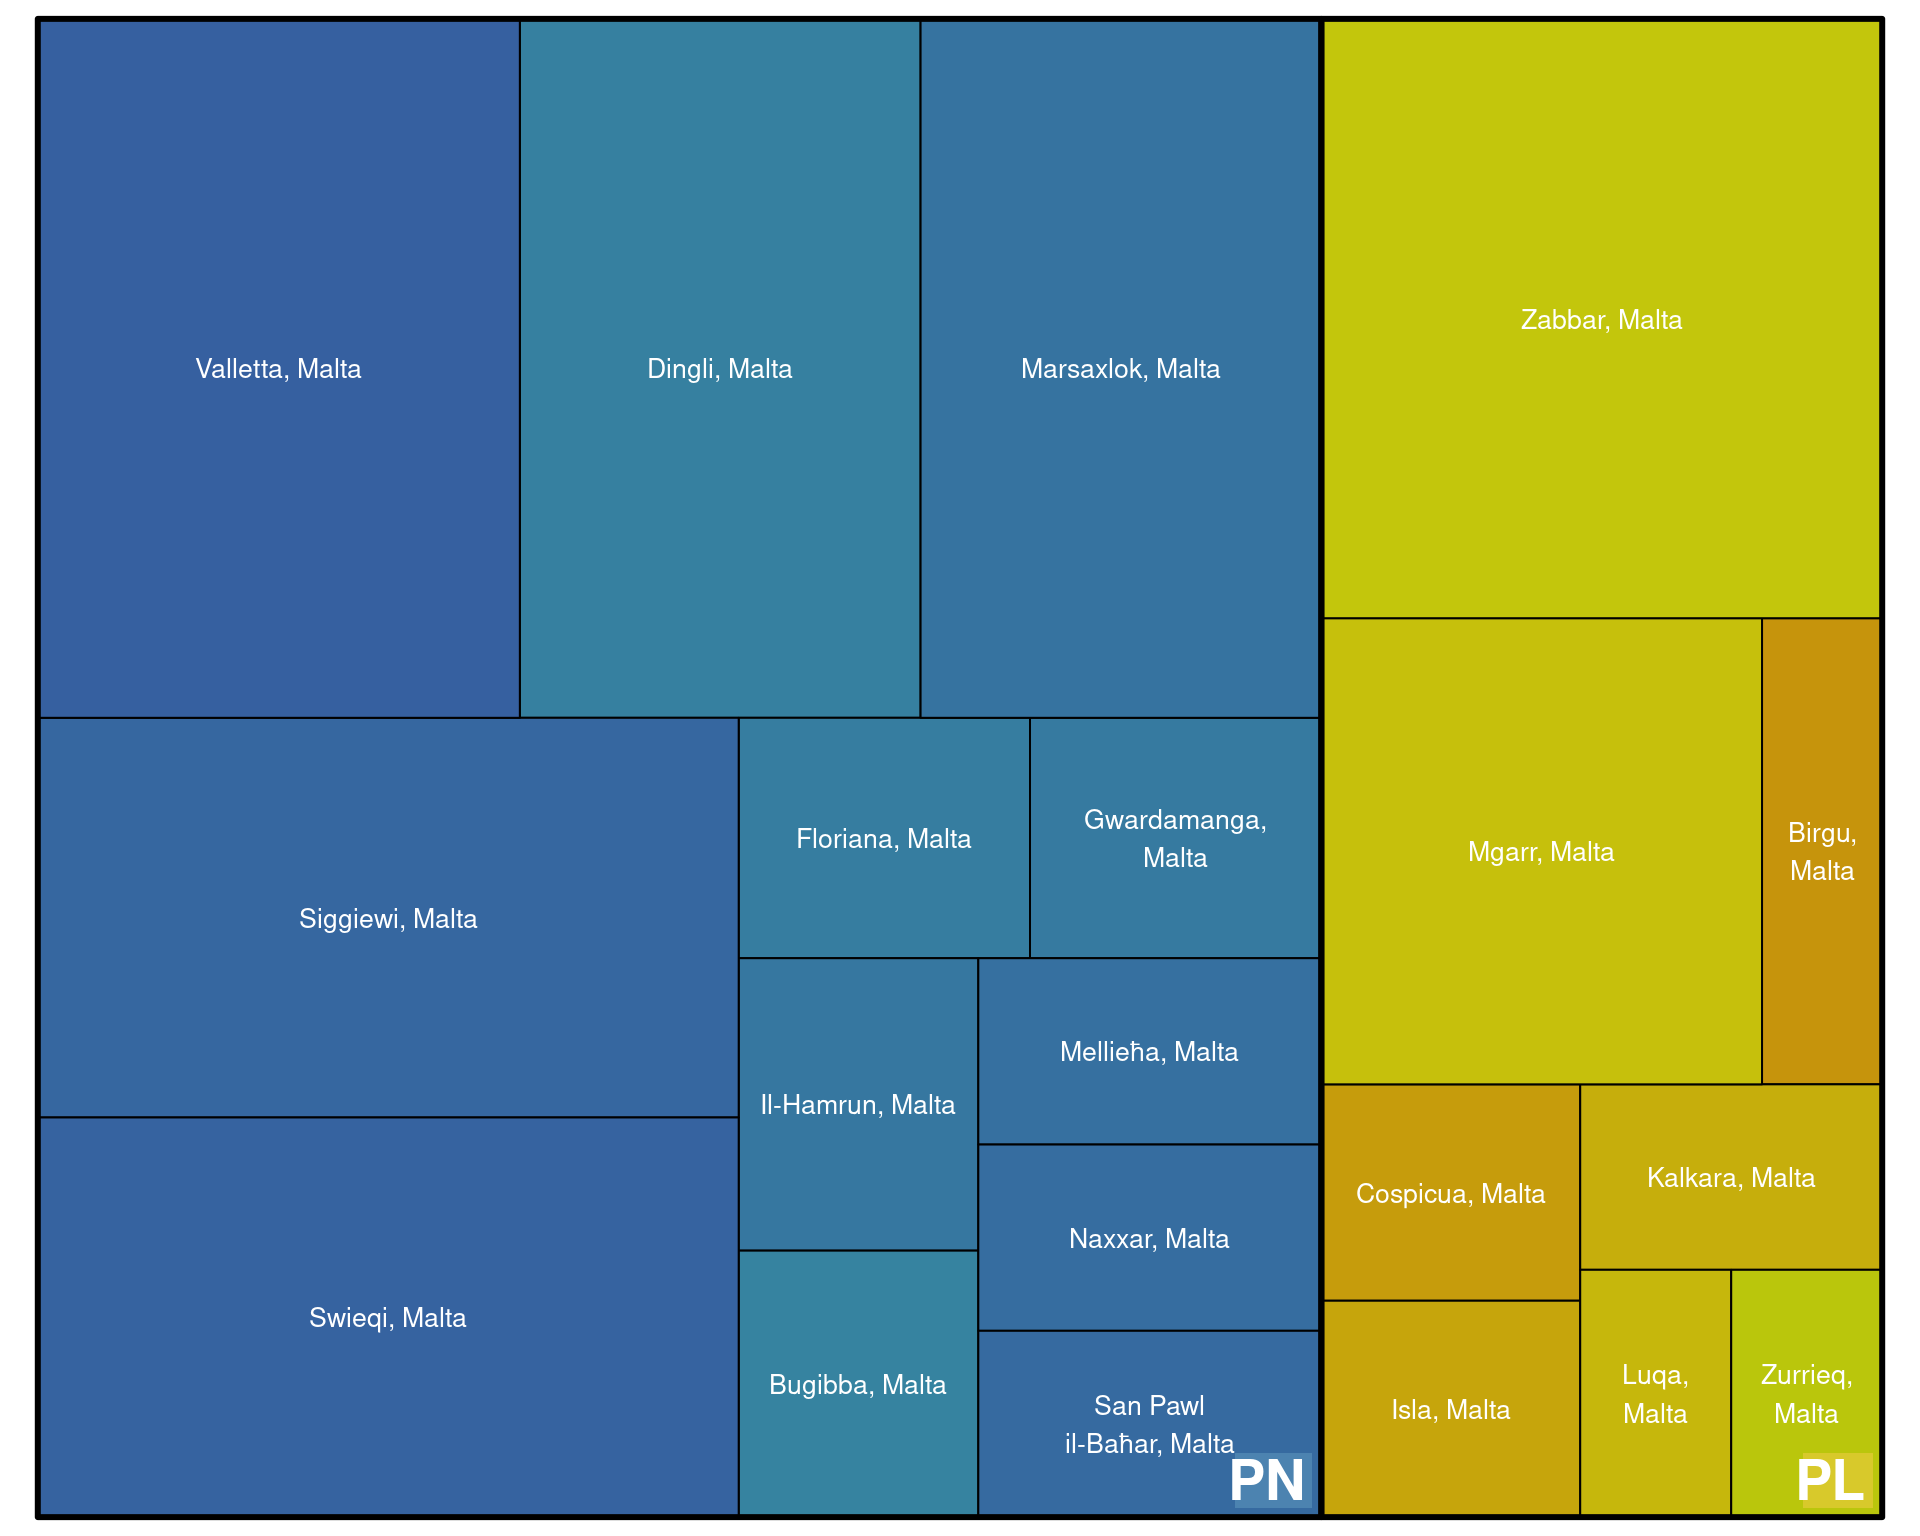 Valletta, Malta
Dingli, Malta
Marsaxlok, Malta
Zabbar, Malta
Siggiewi, Malta
Floriana, Malta
Gwardamanga,
Malta
Mgarr, Malta
Birgu,
Malta
Il-Hamrun, Malta
Mellieħa, Malta
Naxxar, Malta
Swieqi, Malta
Bugibba, Malta
San Pawl
il-Baħar, Malta
PN
Cospicua, Malta
Kalkara, Malta
Isla, Malta
Luqa,
Malta
Zurrieq,
Malta
PL